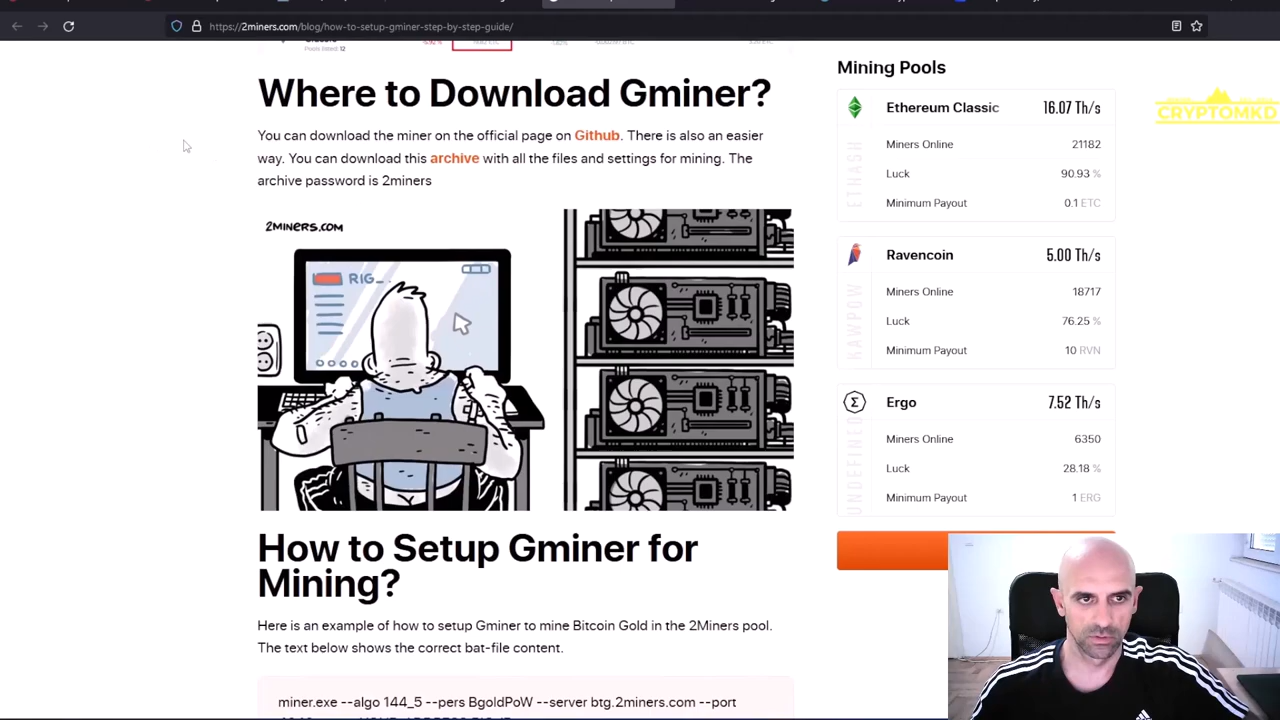 https://2miners.com/blog/how-to-setup-gminer-step-by-step-guide/
Pools listed: 12
Where to Download Gminer?
You can download the miner on the official page on Github. There is also an easier
way. You can download this archive with all the files and settings for mining. The
archive password is 2miners
2MINERS.COM
RIG_
How to Setup Gminer for
Mining?
Here is an example of how to setup Gminer to mine Bitcoin Gold in the 2Miners pool.
The text below shows the correct bat-file content.
miner.exe --algo 144_5 --pers BgoldPoW --server btg.2miners.com --port
Mining Pools
Ethereum Classic 16.07 Th/s
ETHASH
Miners Online 21182
Luck 90.93 %
Minimum Payout 0.1 ETC
Ravencoin 5.00 Th/s
KAWPOW
Miners Online 18717
Luck 76.25 %
Minimum Payout 10 RVN
Ergo 7.52 Th/s
UNDEFINED
Miners Online 6350
Luck 28.18 %
Minimum Payout 1 ERG
CRYPTOMKD